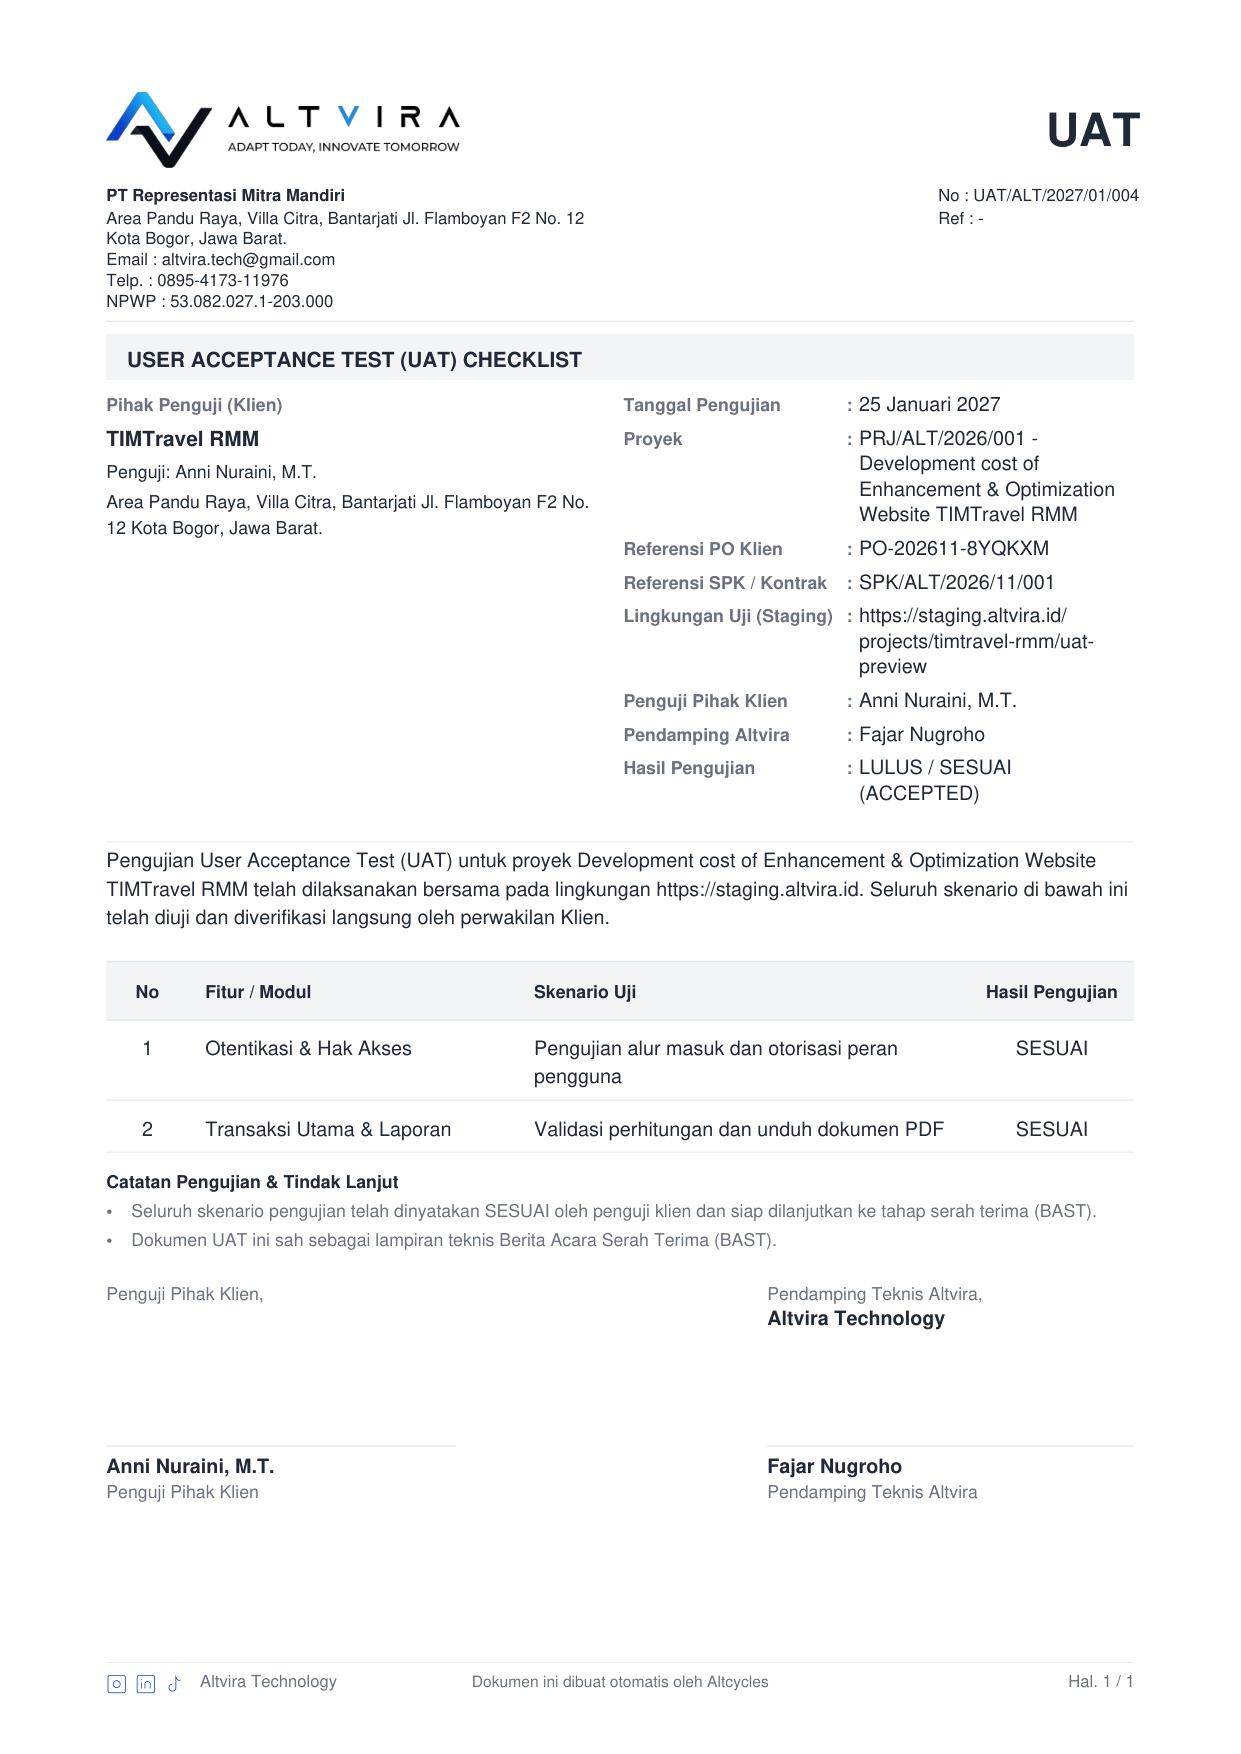 ALTVIRA
ADAPT TODAY, INNOVATE TOMORROW
UAT
PT Representasi Mitra Mandiri
Area Pandu Raya, Villa Citra, Bantarjati Jl. Flamboyan F2 No. 12
Kota Bogor, Jawa Barat.
Email : altvira.tech@gmail.com
Telp. : 0895-4173-11976
NPWP : 53.082.027.1-203.000
No : UAT/ALT/2027/01/004
Ref : -
USER ACCEPTANCE TEST (UAT) CHECKLIST
Pihak Penguji (Klien)
TIMTravel RMM
Penguji: Anni Nuraini, M.T.
Area Pandu Raya, Villa Citra, Bantarjati Jl. Flamboyan F2 No.
12 Kota Bogor, Jawa Barat.
Tanggal Pengujian : 25 Januari 2027
Proyek : PRJ/ALT/2026/001 -
Development cost of
Enhancement & Optimization
Website TIMTravel RMM
Referensi PO Klien : PO-202611-8YQKXM
Referensi SPK / Kontrak : SPK/ALT/2026/11/001
Lingkungan Uji (Staging) : https://staging.altvira.id/
projects/timtravel-rmm/uat-
preview
Penguji Pihak Klien : Anni Nuraini, M.T.
Pendamping Altvira : Fajar Nugroho
Hasil Pengujian : LULUS / SESUAI
(ACCEPTED)
Pengujian User Acceptance Test (UAT) untuk proyek Development cost of Enhancement & Optimization Website
TIMTravel RMM telah dilaksanakan bersama pada lingkungan https://staging.altvira.id. Seluruh skenario di bawah ini
telah diuji dan diverifikasi langsung oleh perwakilan Klien.
No Fitur / Modul Skenario Uji Hasil Pengujian
1 Otentikasi & Hak Akses Pengujian alur masuk dan otorisasi peran SESUAI
pengguna
2 Transaksi Utama & Laporan Validasi perhitungan dan unduh dokumen PDF SESUAI
Catatan Pengujian & Tindak Lanjut
• Seluruh skenario pengujian telah dinyatakan SESUAI oleh penguji klien dan siap dilanjutkan ke tahap serah terima (BAST).
• Dokumen UAT ini sah sebagai lampiran teknis Berita Acara Serah Terima (BAST).
Penguji Pihak Klien,
Pendamping Teknis Altvira,
Altvira Technology
Anni Nuraini, M.T.
Penguji Pihak Klien
Fajar Nugroho
Pendamping Teknis Altvira
Altvira Technology Dokumen ini dibuat otomatis oleh Altcycles Hal. 1 / 1